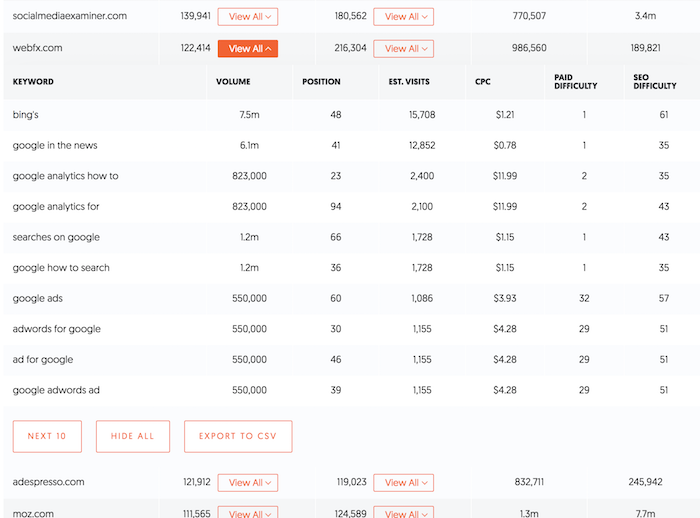 socialmediaexaminer.com 139,941 View All 180,562 View All 770,507 3.4m
webfx.com 122,414 View All 216,304 View All 986,560 189,821
KEYWORD VOLUME POSITION EST. VISITS CPC PAID DIFFICULTY SEO DIFFICULTY
bing's 7.5m 48 15,708 $1.21 1 61
google in the news 6.1m 41 12,852 $0.78 1 35
google analytics how to 823,000 23 2,400 $11.99 2 35
google analytics for 823,000 94 2,100 $11.99 2 43
searches on google 1.2m 66 1,728 $1.15 1 43
google how to search 1.2m 36 1,728 $1.15 1 35
google ads 550,000 60 1,086 $3.93 32 57
adwords for google 550,000 30 1,155 $4.28 29 51
ad for google 550,000 46 1,155 $4.28 29 51
google adwords ad 550,000 39 1,155 $4.28 29 51
NEXT 10 HIDE ALL EXPORT TO CSV
adespresso.com 121,912 View All 119,023 View All 832,711 245,942
moz.com 111,565 View All 124,589 View All 1.3m 7.7m